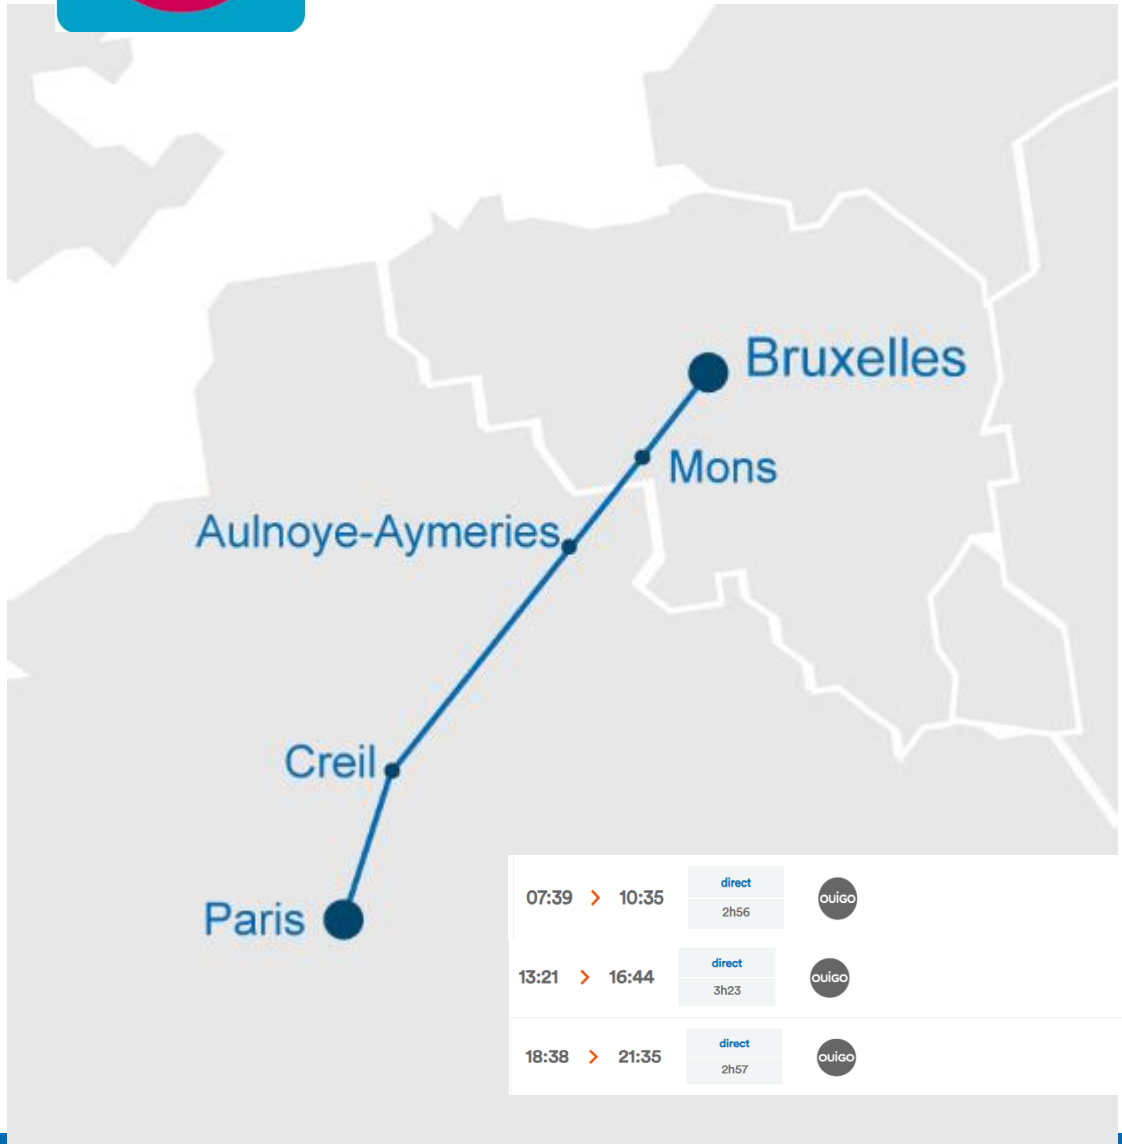 Bruxelles
Mons
Aulnoye-Aymeries
Creil
Paris
07:39 > 10:35 direct ouigo
2h56
13:21 > 16:44 direct ouigo
3h23
18:38 > 21:35 direct ouigo
2h57